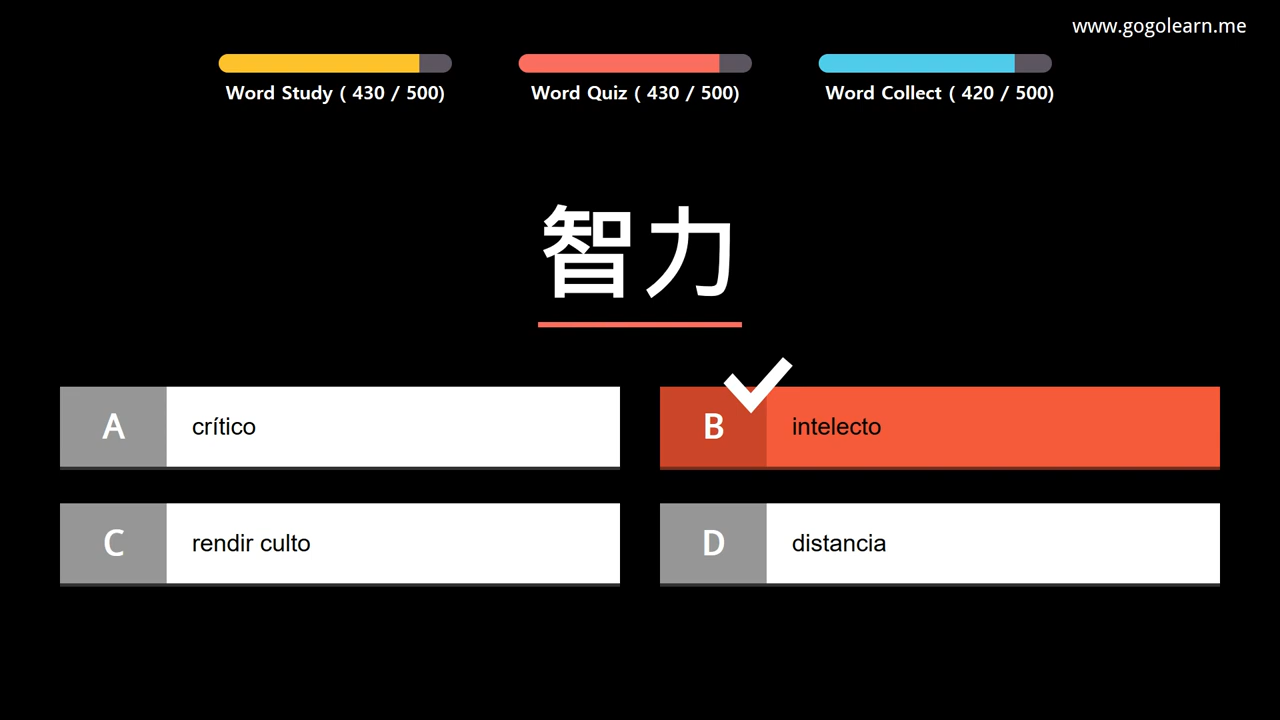 www.gogolearn.me
Word Study ( 430 / 500)
Word Quiz ( 430 / 500)
Word Collect ( 420 / 500)
智力
A crítico
B intelecto
C rendir culto
D distancia